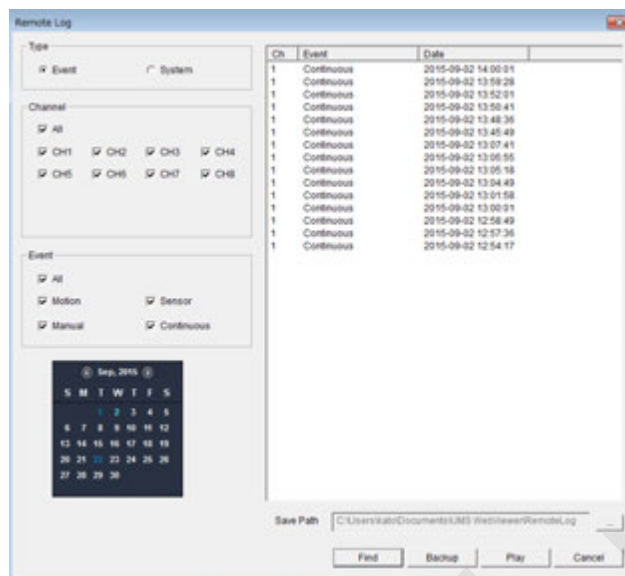 Remote Log
Type
Event System
Channel
All
CH1 CH2 CH3 CH4
CH5 CH6 CH7 CH8
Event
All
Motion Sensor
Manual Continuous
Sep, 2015
S M T W T F S
1 2 3 4 5
6 7 8 9 10 11 12
13 14 15 16 17 18 19
20 21 22 23 24 25 26
27 28 29 30
Ch Event Date
1 Continuous 2015-09-02 14:00:01
1 Continuous 2015-09-02 13:59:28
1 Continuous 2015-09-02 13:52:01
1 Continuous 2015-09-02 13:50:41
1 Continuous 2015-09-02 13:48:36
1 Continuous 2015-09-02 13:45:49
1 Continuous 2015-09-02 13:07:41
1 Continuous 2015-09-02 13:06:55
1 Continuous 2015-09-02 13:05:18
1 Continuous 2015-09-02 13:04:49
1 Continuous 2015-09-02 13:01:58
1 Continuous 2015-09-02 13:00:01
1 Continuous 2015-09-02 12:58:49
1 Continuous 2015-09-02 12:57:36
1 Continuous 2015-09-02 12:54:17
Save Path C:\Users\kato\Documents\UMS WebViewer\RemoteLog ...
Find Backup Play Cancel